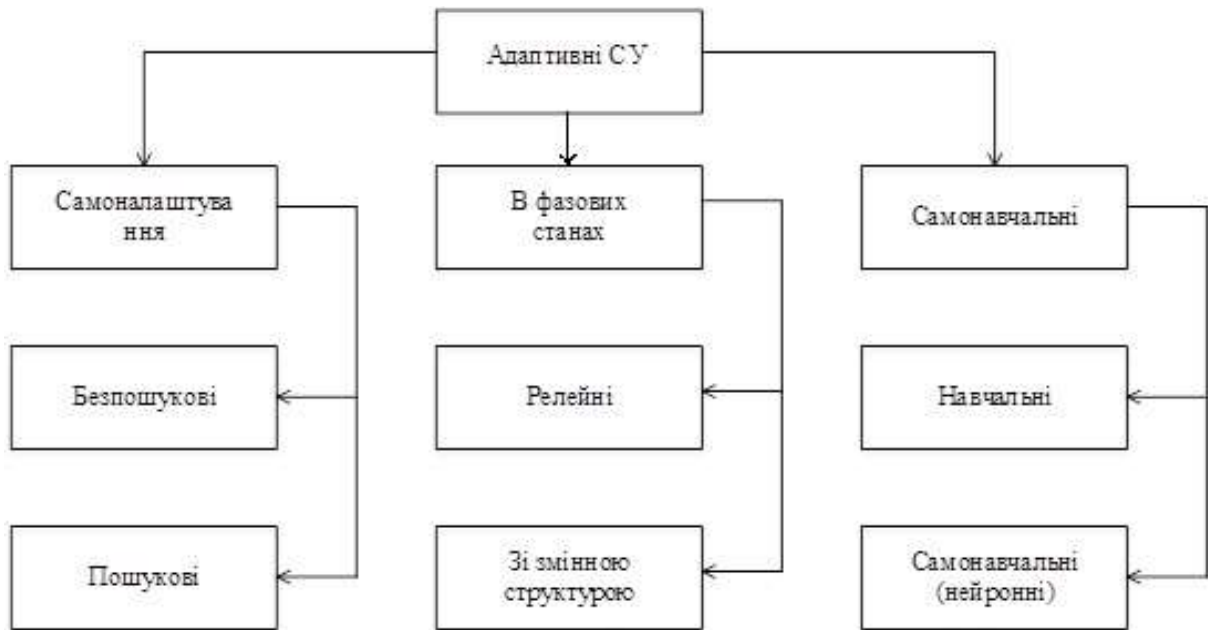 Адаптивні СУ
Самоналаштува
ння
В фазових
станах
Самонавчальні
Безпошукові
Релейні
Навчальні
Пошукові
Зі змінною
структурою
Самонавчальні
(нейронні)